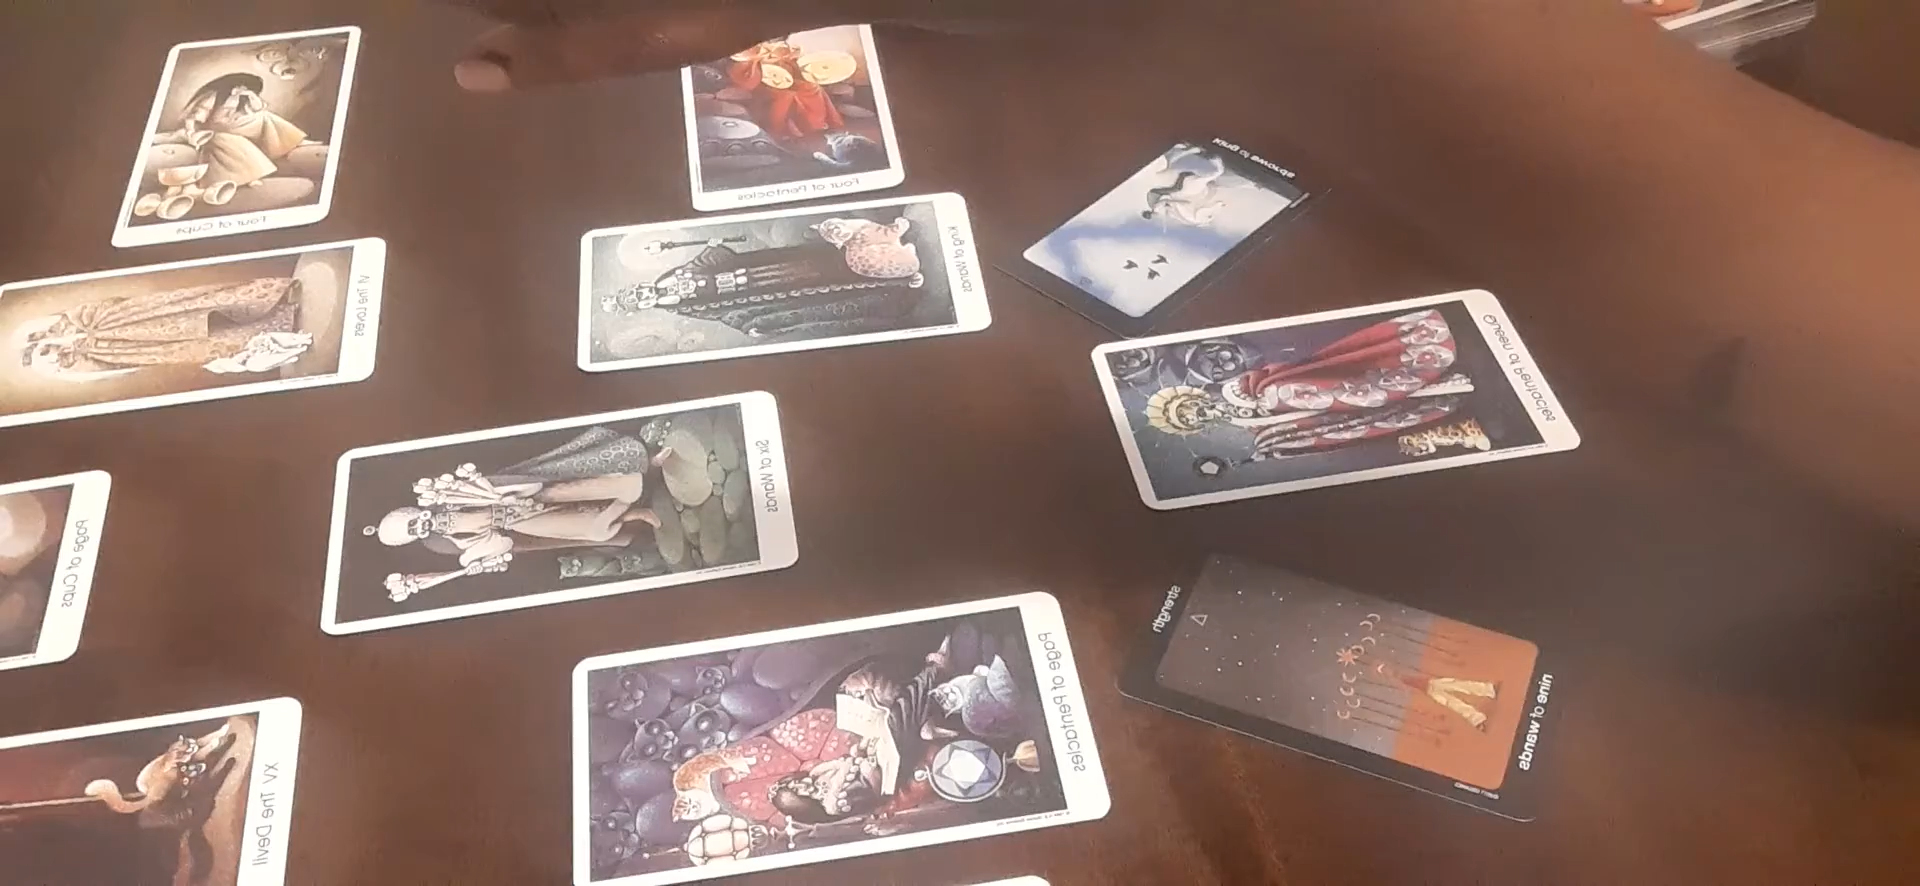 Four of Cups
Four of Pentacles
king of swords
VI The Lovers
King of Wands
Queen of Pentacles
Six of Wands
Page of Cups
strength
nine of wands
Page of Pentacles
XV The Devil